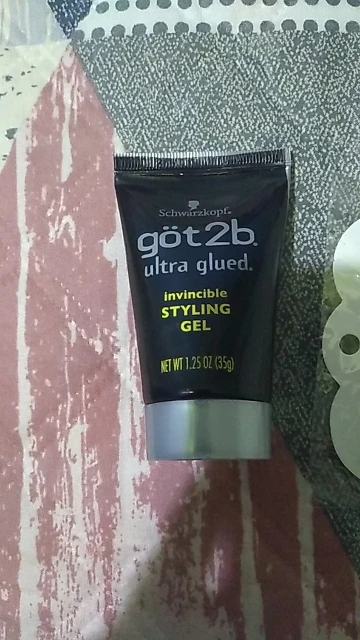 Schwarzkopf
göt2b.
ultra glued.
invincible
STYLING
GEL
NET WT 1.25 OZ (35g)